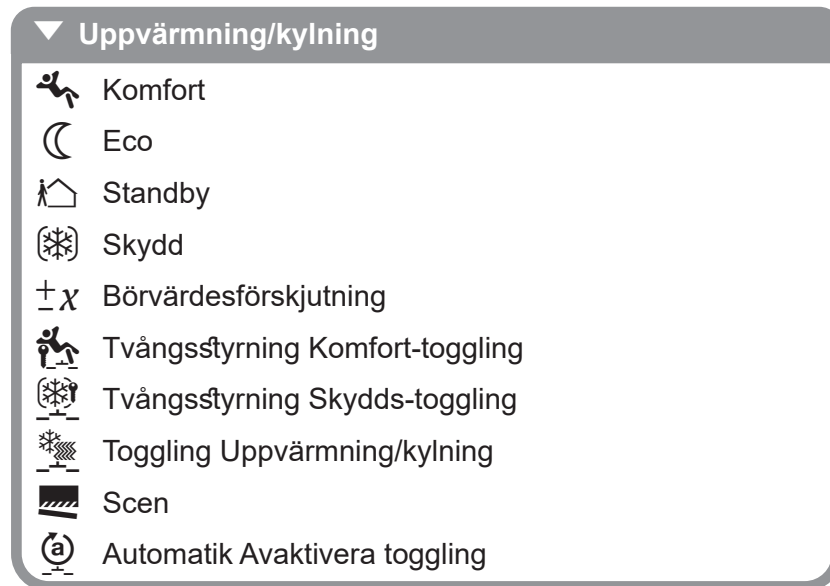 Uppvärmning/kylning
Komfort
Eco
Standby
Skydd
Börvärdesförskjutning
Tvångsstyrning Komfort-toggling
Tvångsstyrning Skydds-toggling
Toggling Uppvärmning/kylning
Scen
Automatik Avaktivera toggling